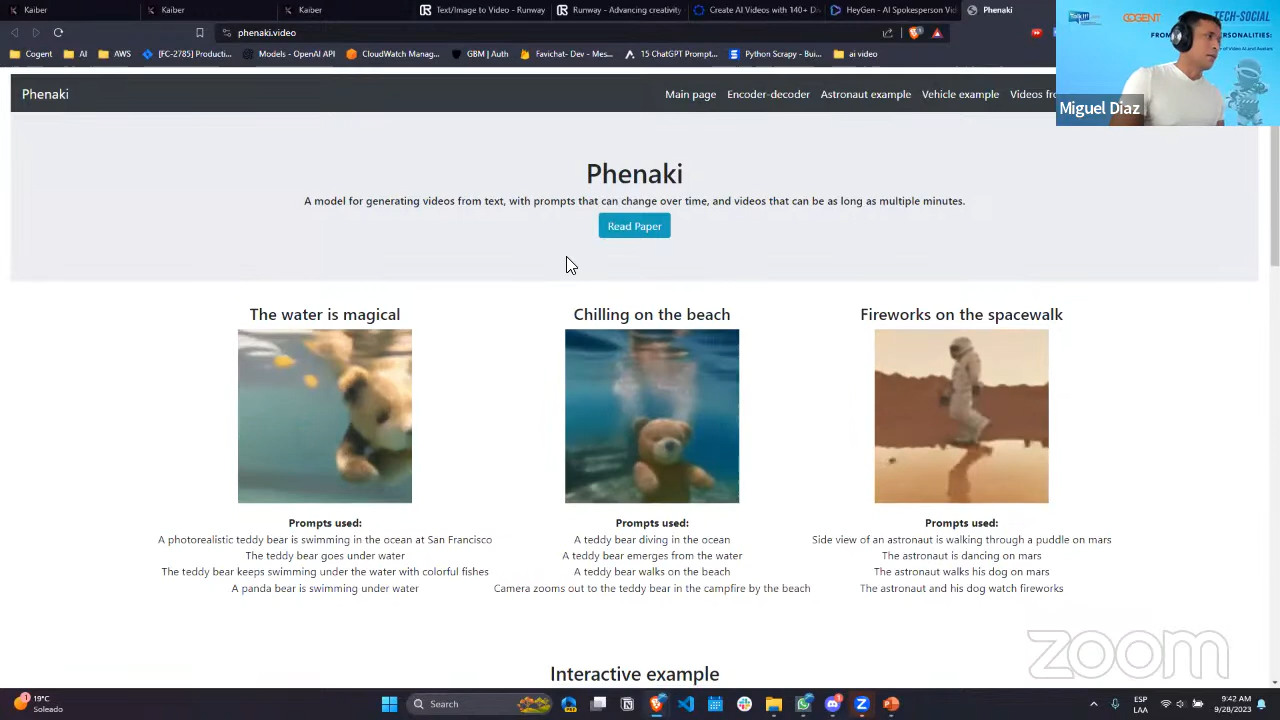 Kaiber
Kaiber
Kaiber
Text/Image to Video - Runway
Runway - Advancing creativity
Create AI Videos with 140+ D
HeyGen - AI Spokesperson Vid
Phenaki
phenaki.video
Cogent
AI
AWS
[FC-2785] Producti...
Models - OpenAI API
CloudWatch Manag...
GBM | Auth
Favichat- Dev - Mes...
15 ChatGPT Prompt...
Python Scrapy - Bui...
ai video
Phenaki
Main page
Encoder-decoder
Astronaut example
Vehicle example
Videos fro
Talk!!!
COGENT
TECH-SOCIAL
FROM
ERSONALITIES:
of Video AI and Avatars
Miguel Diaz
Phenaki
A model for generating videos from text, with prompts that can change over time, and videos that can be as long as multiple minutes.
Read Paper
The water is magical
Prompts used:
A photorealistic teddy bear is swimming in the ocean at San Francisco
The teddy bear goes under water
The teddy bear keeps swimming under the water with colorful fishes
A panda bear is swimming under water
Chilling on the beach
Prompts used:
A teddy bear diving in the ocean
A teddy bear emerges from the water
A teddy bear walks on the beach
Camera zooms out to the teddy bear in the campfire by the beach
Fireworks on the spacewalk
Prompts used:
Side view of an astronaut is walking through a puddle on mars
The astronaut is dancing on mars
The astronaut walks his dog on mars
The astronaut and his dog watch fireworks
Interactive example
zoom
19°C
Soleado
Search
ESP
LAA
9:42 AM
9/28/2023